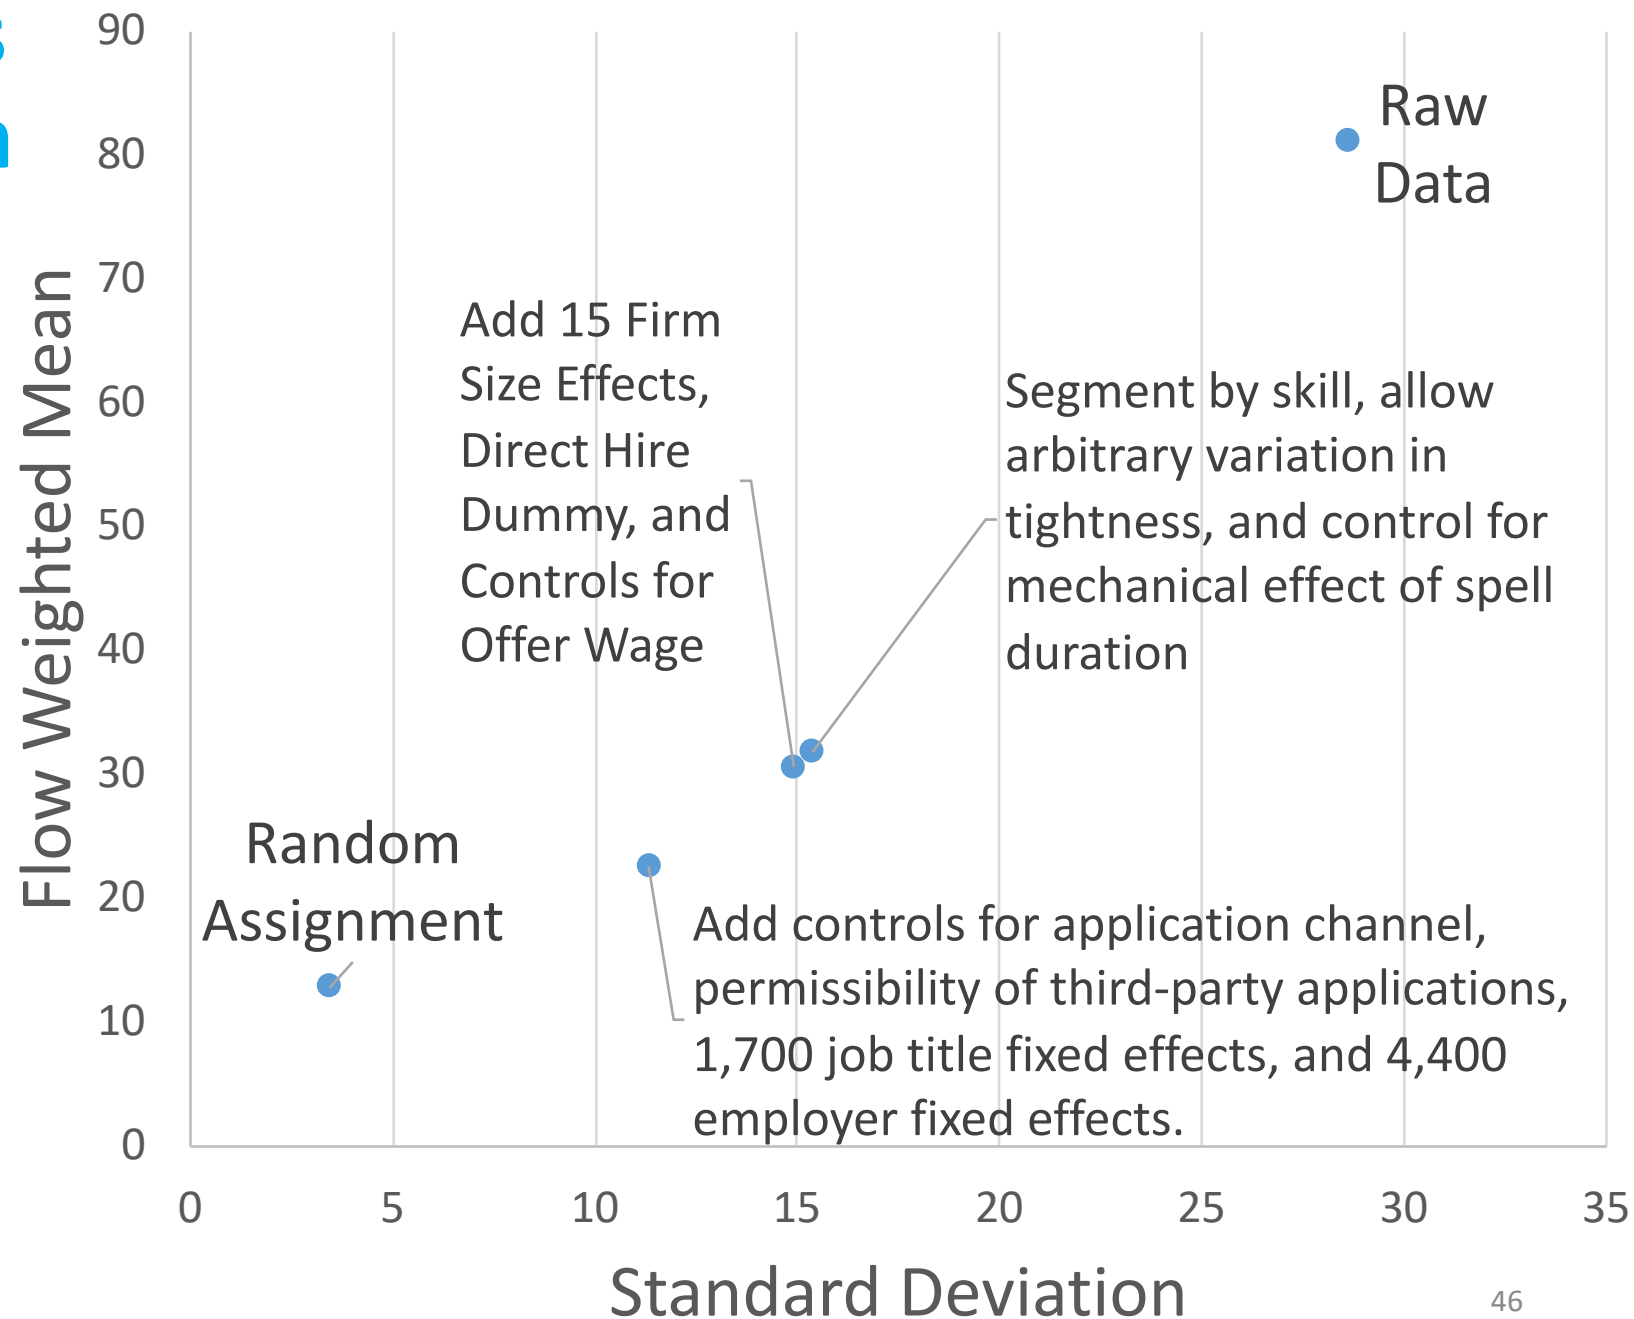 90
80
70
60
50
40
30
20
10
0
Flow Weighted Mean
Raw
Data
Add 15 Firm
Size Effects,
Direct Hire
Dummy, and
Controls for
Offer Wage
Segment by skill, allow
arbitrary variation in
tightness, and control for
mechanical effect of spell
duration
Random
Assignment
Add controls for application channel,
permissibility of third-party applications,
1,700 job title fixed effects, and 4,400
employer fixed effects.
0 5 10 15 20 25 30 35
Standard Deviation
46